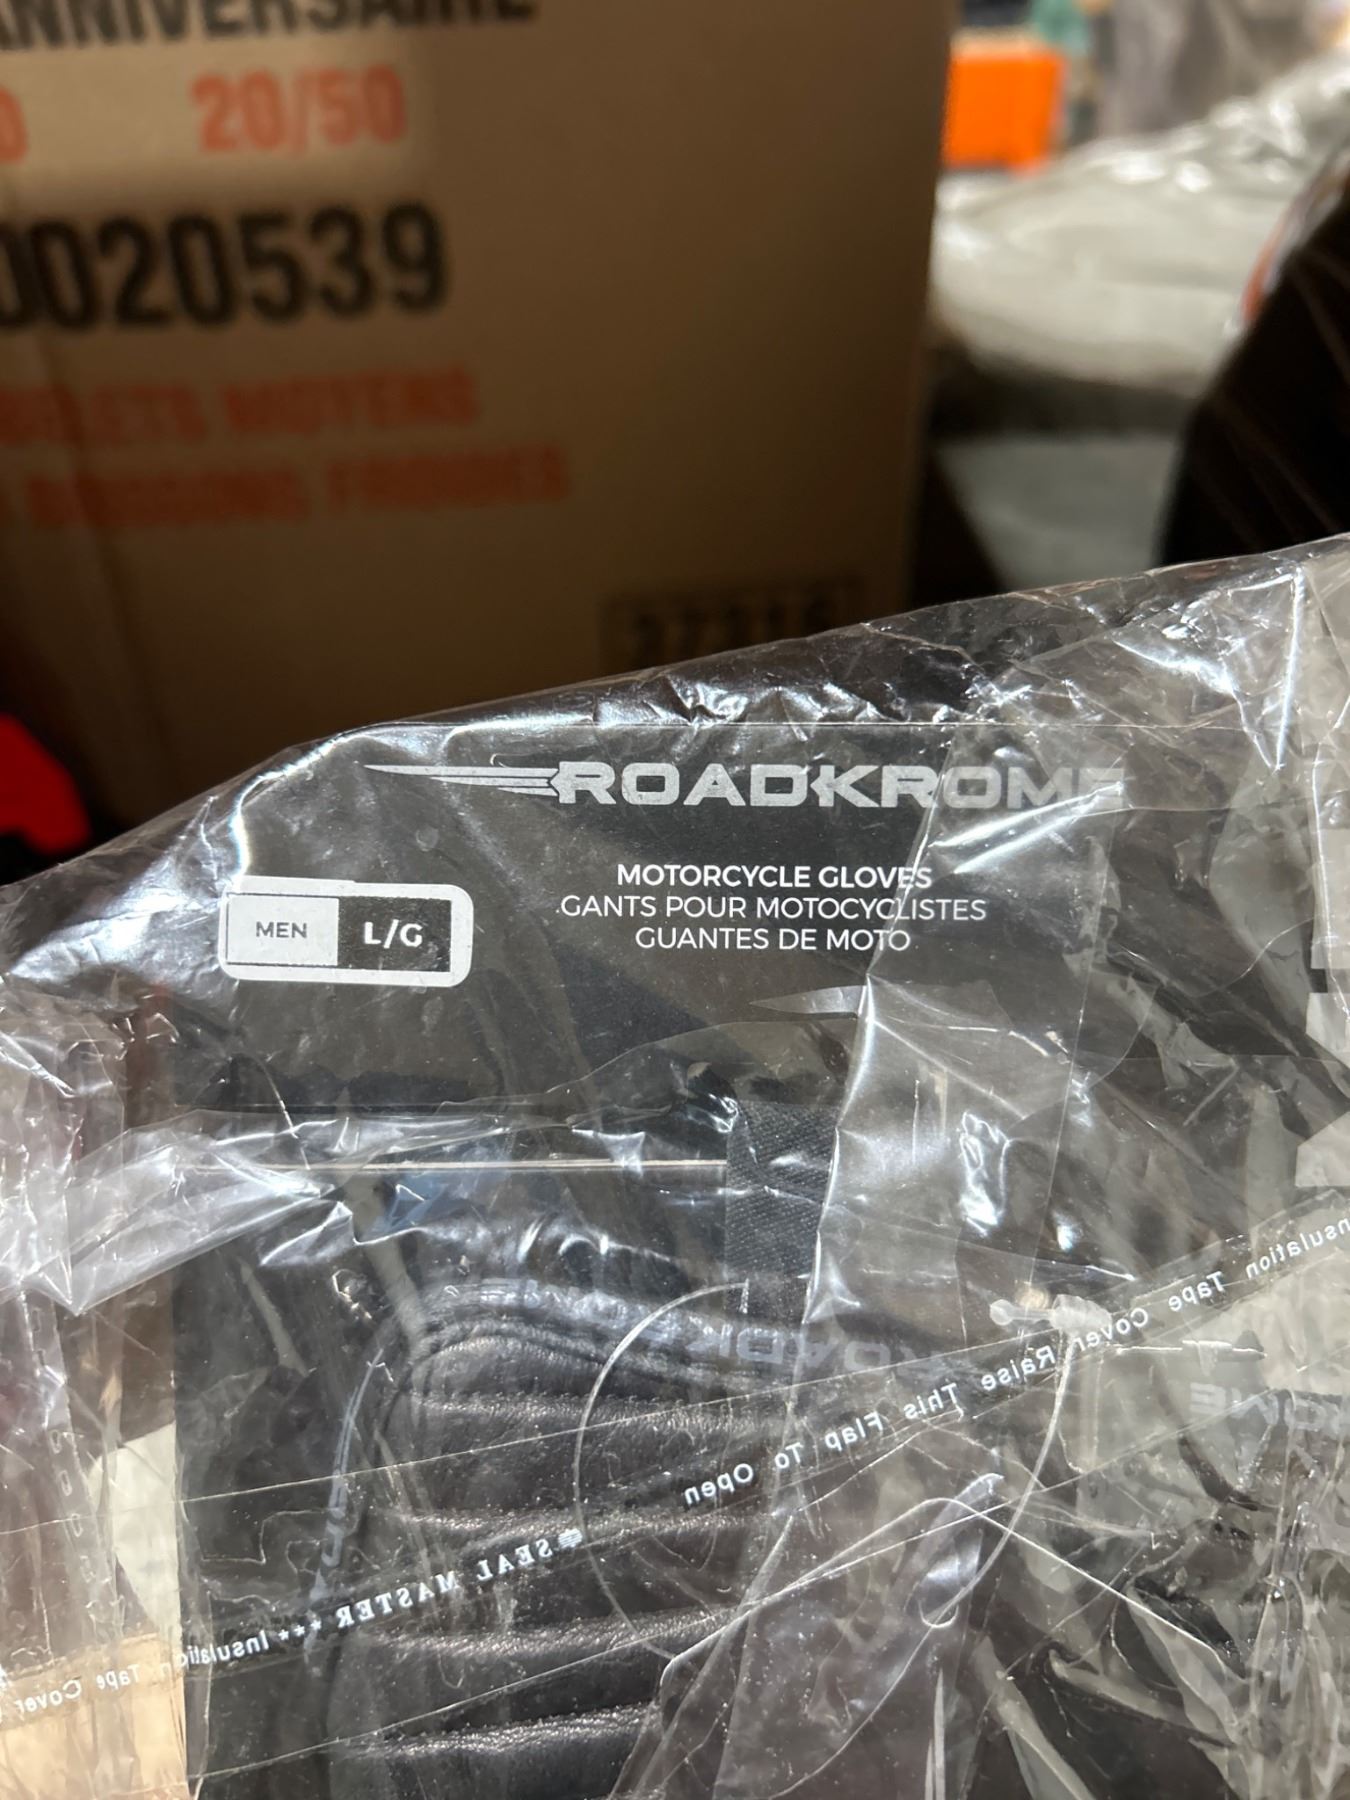 ANNIVERSAIRE
20/50
0020539
ROADKROME
MOTORCYCLE GLOVES
GANTS POUR MOTOCYCLISTES
GUANTES DE MOTO
MEN L/G
ROADKROME
Insulation Tape Cover Raise This Flap To Open
SEAL MASTER *** Insulation Tape Cover